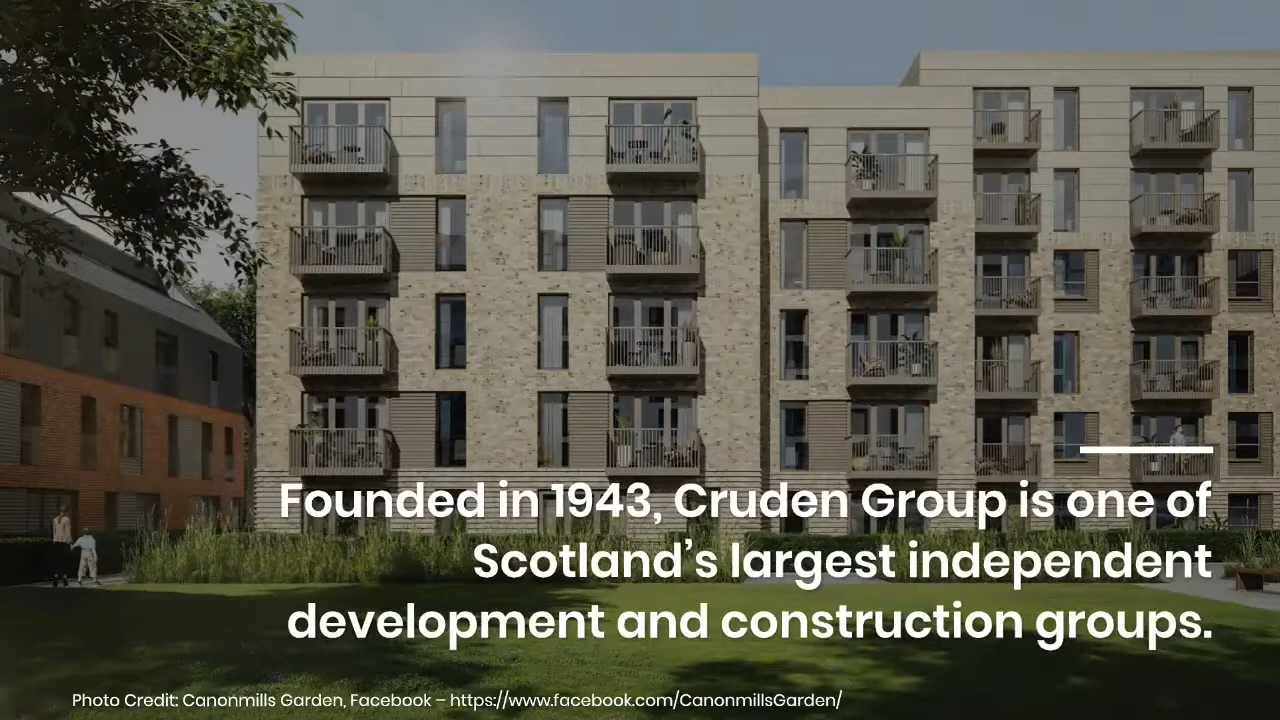 Founded in 1943, Cruden Group is one of
Scotland’s largest independent
development and construction groups.
Photo Credit: Canonmills Garden, Facebook – https://www.facebook.com/CanonmillsGarden/